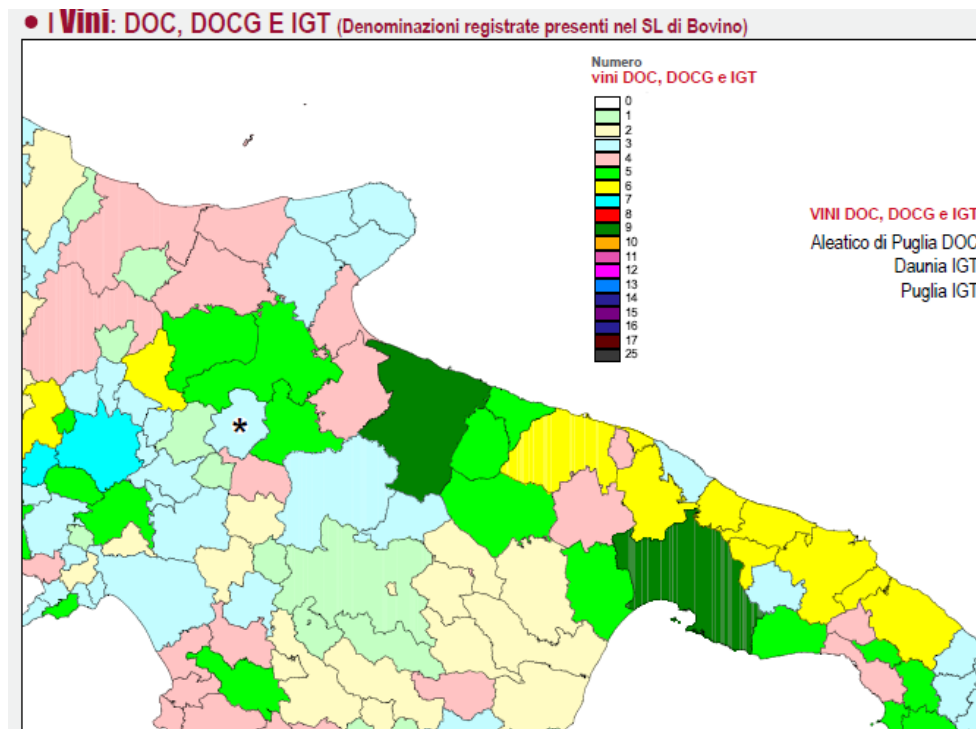 • I Vini: DOC, DOCG E IGT (Denominazioni registrate presenti nel SL di Bovino)
Numero
vini DOC, DOCG e IGT
0
1
2
3
4
5
6
7
8
9
10
11
12
13
14
15
16
17
25
VINI DOC, DOCG e IGT
Aleatico di Puglia DOC
Daunia IGT
Puglia IGT
*